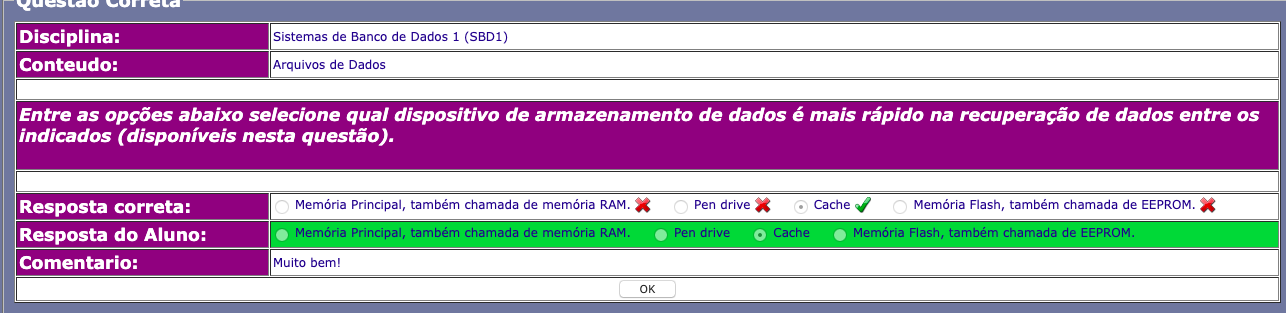 Questão Correta
Disciplina: Sistemas de Banco de Dados 1 (SBD1)
Conteudo: Arquivos de Dados
Entre as opções abaixo selecione qual dispositivo de armazenamento de dados é mais rápido na recuperação de dados entre os
indicados (disponíveis nesta questão).
Resposta correta: Memória Principal, também chamada de memória RAM. Pen drive Cache Memória Flash, também chamada de EEPROM.
Resposta do Aluno: Memória Principal, também chamada de memória RAM. Pen drive Cache Memória Flash, também chamada de EEPROM.
Comentario: Muito bem!
OK